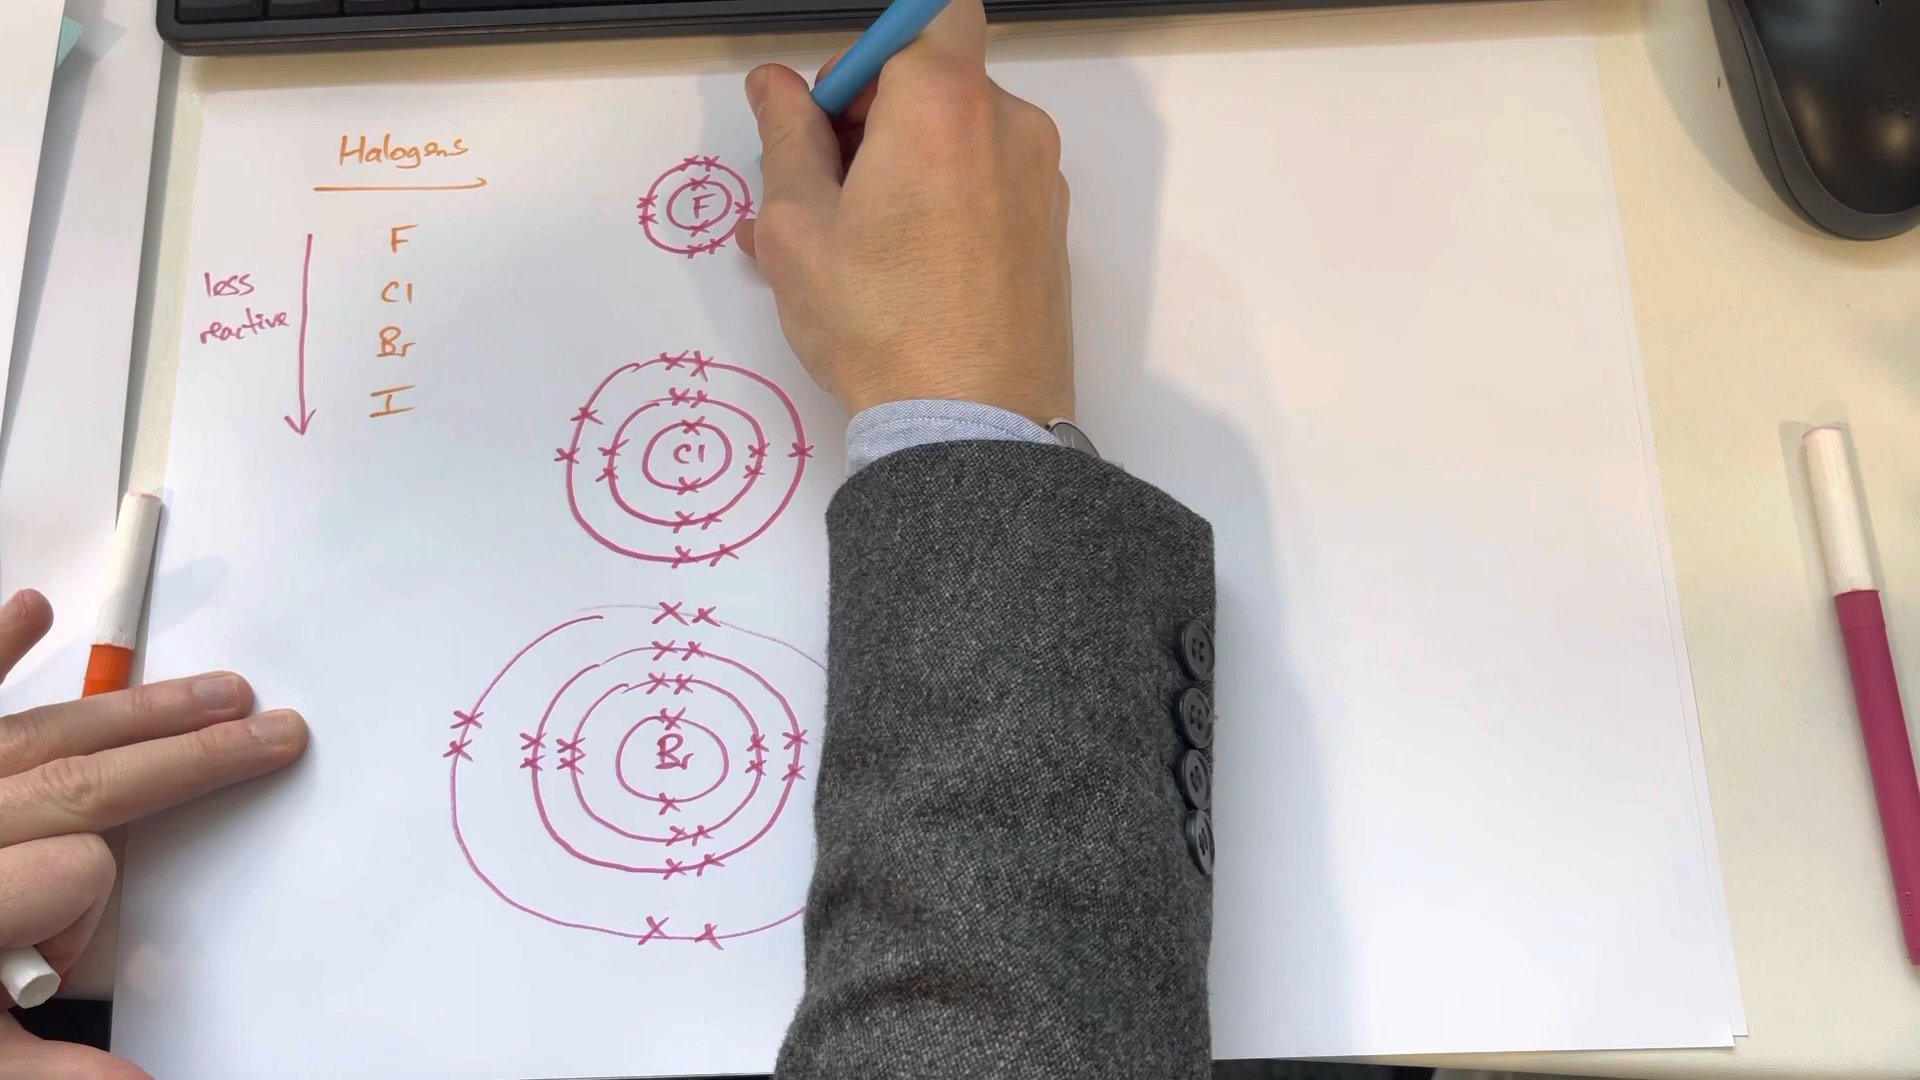 Halogens
F
Cl
Br
I
less
reactive
F
Cl
Br